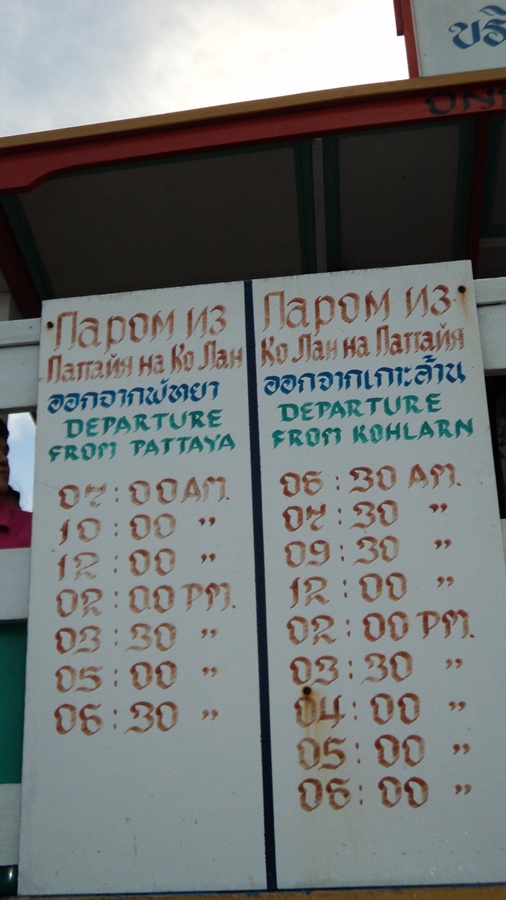 Паром из
Паттайя на Ко Лан
ออกจากพัทยา
DEPARTURE
FROM PATTAYA
07:00 AM.
10:00 "
12:00 "
02:00 PM.
03:30 "
05:00 "
06:30 "
Паром из
Ко Лан на Паттайя
ออกจากเกาะล้าน
DEPARTURE
FROM KOHLARN
06:30 AM.
07:30 "
09:30 "
12:00 "
02:00 PM.
03:30 "
04:00 "
05:00 "
06:00 "